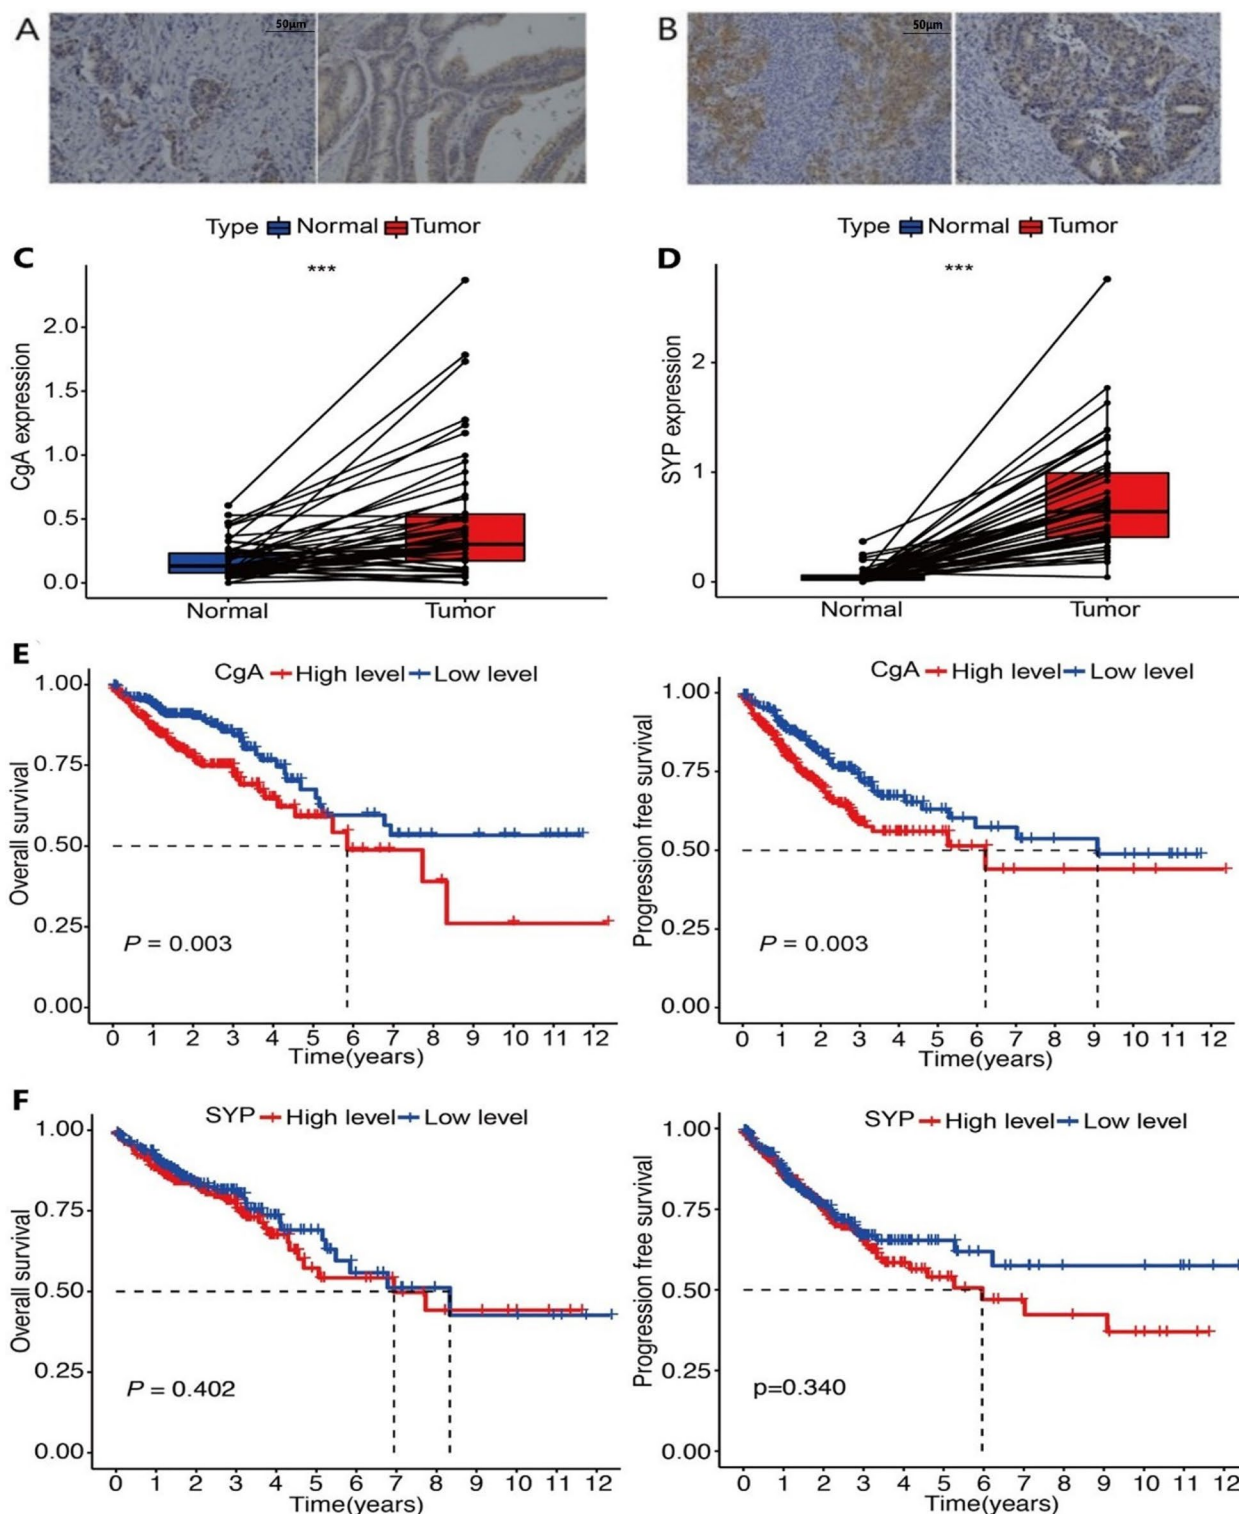 A 50μm B 50μm
Type Normal Tumor Type Normal Tumor
C D
*** ***
CgA expression
2.0
1.5
1.0
0.5
0.0
Normal Tumor
SYP expression
2
1
0
Normal Tumor
E
CgA High level Low level
Overall survival
1.00
0.75
0.50
0.25
0.00
P = 0.003
0 1 2 3 4 5 6 7 8 9 10 11 12
Time(years)
CgA High level Low level
Progression free survival
1.00
0.75
0.50
0.25
0.00
P = 0.003
0 1 2 3 4 5 6 7 8 9 10 11 12
Time(years)
F
SYP High level Low level
Overall survival
1.00
0.75
0.50
0.25
0.00
P = 0.402
0 1 2 3 4 5 6 7 8 9 10 11 12
Time(years)
SYP High level Low level
Progression free survival
1.00
0.75
0.50
0.25
0.00
p=0.340
0 1 2 3 4 5 6 7 8 9 10 11 12
Time(years)